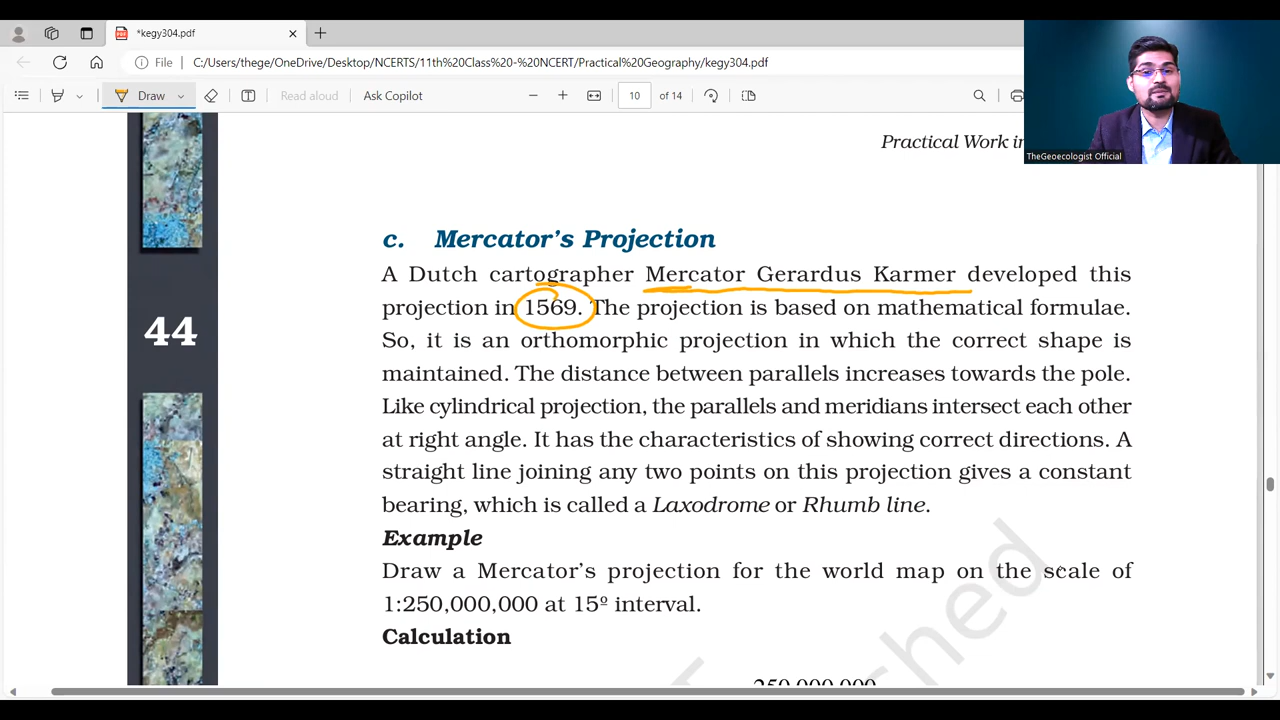 *kegy304.pdf
File C:/Users/thege/OneDrive/Desktop/NCERTS/11th%20Class%20-%20NCERT/Practical%20Geography/kegy304.pdf
Draw Read aloud Ask Copilot 10 of 14
Practical Work in
TheGeoecologist Official
c. Mercator's Projection
A Dutch cartographer Mercator Gerardus Karmer developed this
projection in 1569. The projection is based on mathematical formulae.
So, it is an orthomorphic projection in which the correct shape is
maintained. The distance between parallels increases towards the pole.
44
Like cylindrical projection, the parallels and meridians intersect each other
at right angle. It has the characteristics of showing correct directions. A
straight line joining any two points on this projection gives a constant
bearing, which is called a Laxodrome or Rhumb line.
Example
Draw a Mercator's projection for the world map on the scale of
1:250,000,000 at 15º interval.
Calculation
250,000,000